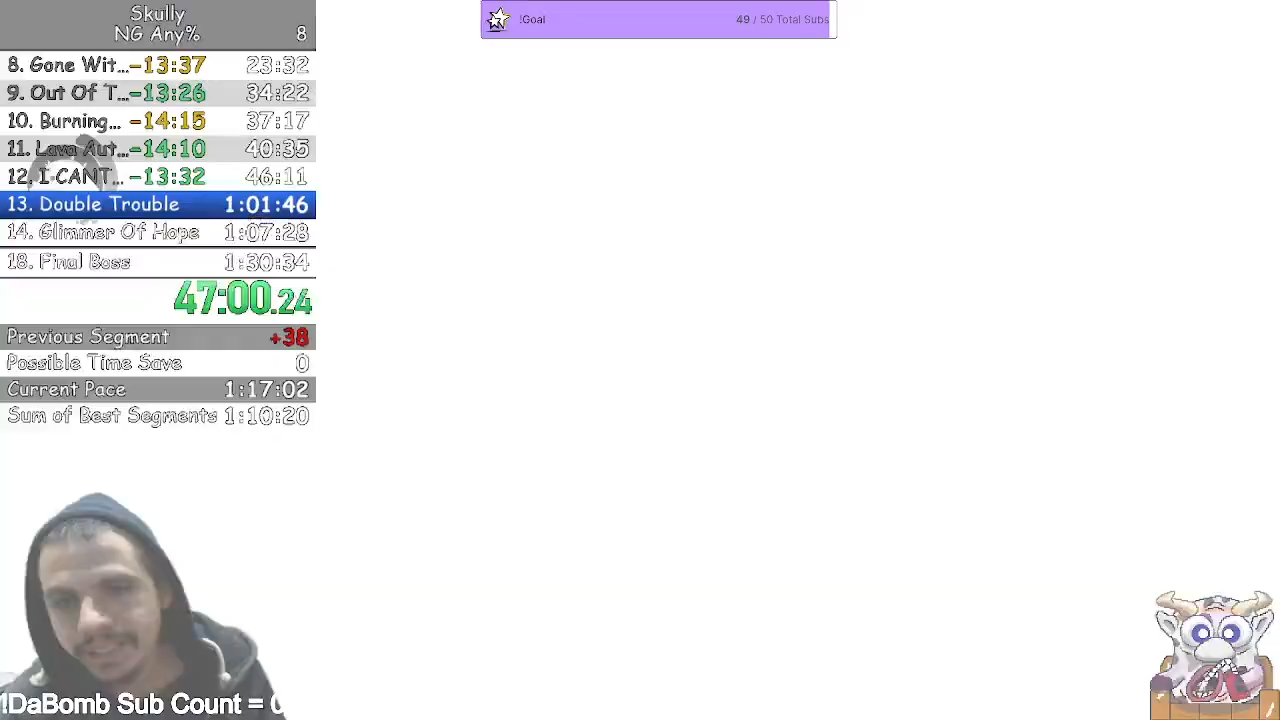 Skully
NG Any% 8
8. Gone Wit... -13:37 23:32
9. Out Of T... -13:26 34:22
10. Burning... -14:15 37:17
11. Lava Aut... -14:10 40:35
12. I CANT... -13:32 46:11
13. Double Trouble 1:01:46
14. Glimmer Of Hope 1:07:28
18. Final Boss 1:30:34
47:00.24
Previous Segment +38
Possible Time Save 0
Current Pace 1:17:02
Sum of Best Segments 1:10:20
!Goal 49 / 50 Total Subs
!DaBomb Sub Count = 0